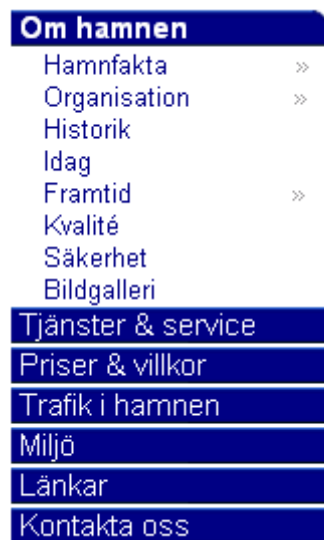 Om hamnen
Hamnfakta »
Organisation »
Historik
Idag
Framtid »
Kvalité
Säkerhet
Bildgalleri
Tjänster & service
Priser & villkor
Trafik i hamnen
Miljö
Länkar
Kontakta oss